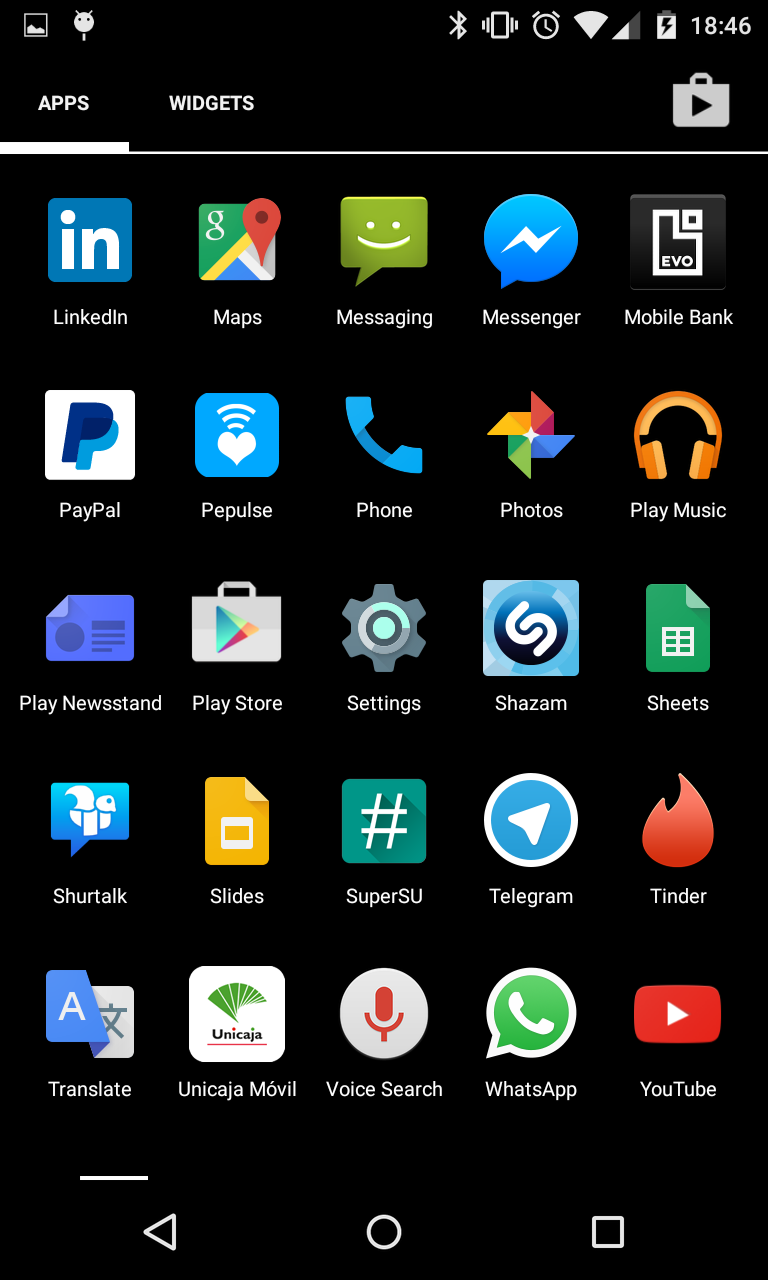 18:46
APPS WIDGETS
in g EVO
LinkedIn Maps Messaging Messenger Mobile Bank
PayPal Pepulse Phone Photos Play Music
Play Newsstand Play Store Settings Shazam Sheets
#
Shurtalk Slides SuperSU Telegram Tinder
A 文 Unicaja
Translate Unicaja Móvil Voice Search WhatsApp YouTube